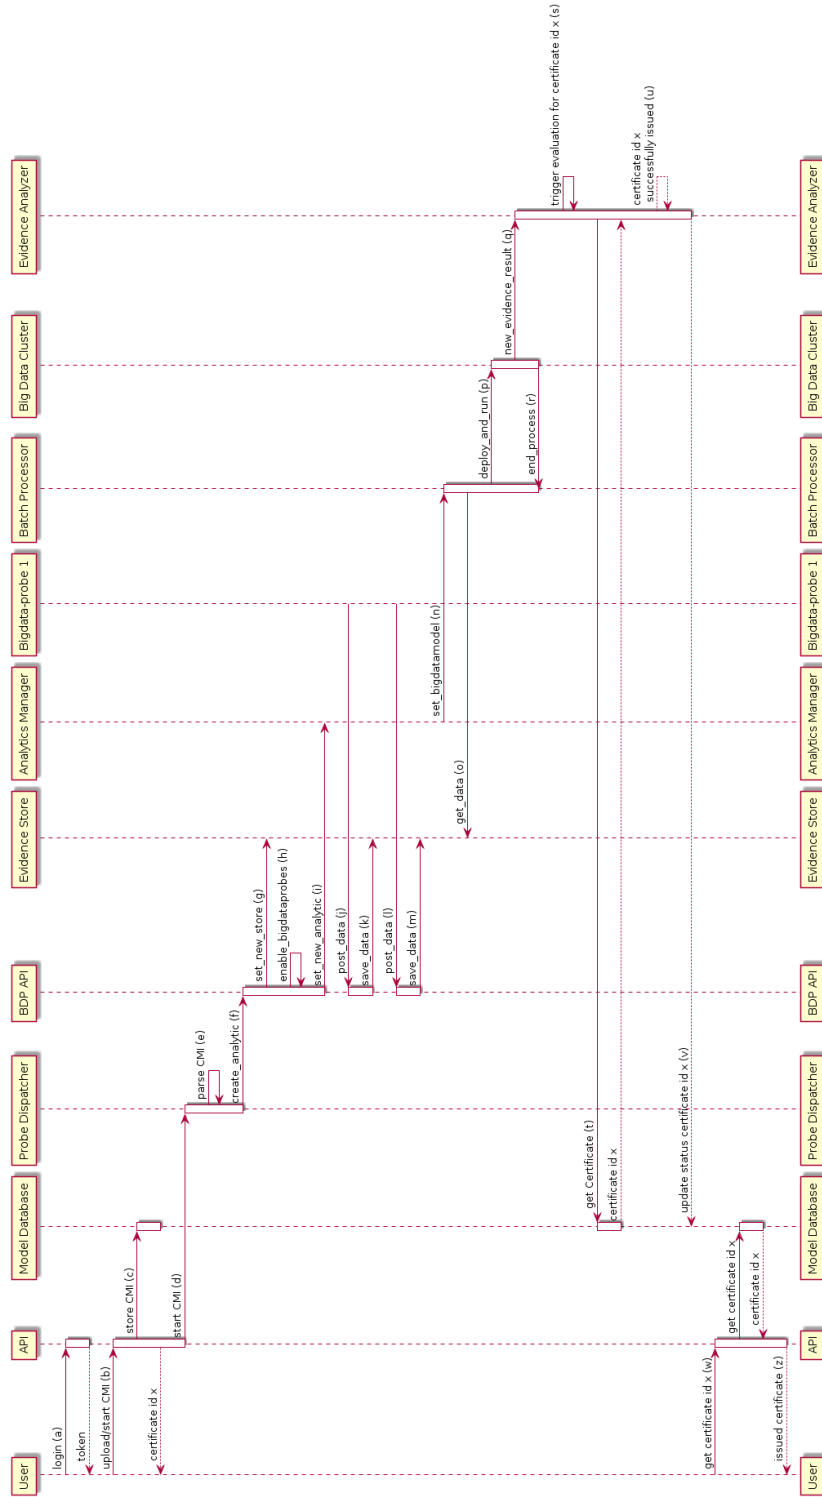 User
API
Model Database
Probe Dispatcher
BDP API
Evidence Store
Analytics Manager
Bigdata-probe 1
Batch Processor
Big Data Cluster
Evidence Analyzer
login (a)
token
upload/start CMI (b)
store CMI (c)
certificate id x
start CMI (d)
parse CMI (e)
create_analytic (f)
set_new_store (g)
enable_bigdataprobes (h)
set_new_analytic (i)
post_data (j)
save_data (k)
post_data (l)
save_data (m)
set_bigdatamodel (n)
get_data (o)
deploy_and_run (p)
new_evidence_result (q)
end_process (r)
trigger evaluation for certificate id x (s)
get Certificate (t)
certificate id x
certificate id x
successfully issued (u)
update status certificate id x (v)
get certificate id x (w)
get certificate id x
certificate id x
issued certificate (z)
User
API
Model Database
Probe Dispatcher
BDP API
Evidence Store
Analytics Manager
Bigdata-probe 1
Batch Processor
Big Data Cluster
Evidence Analyzer